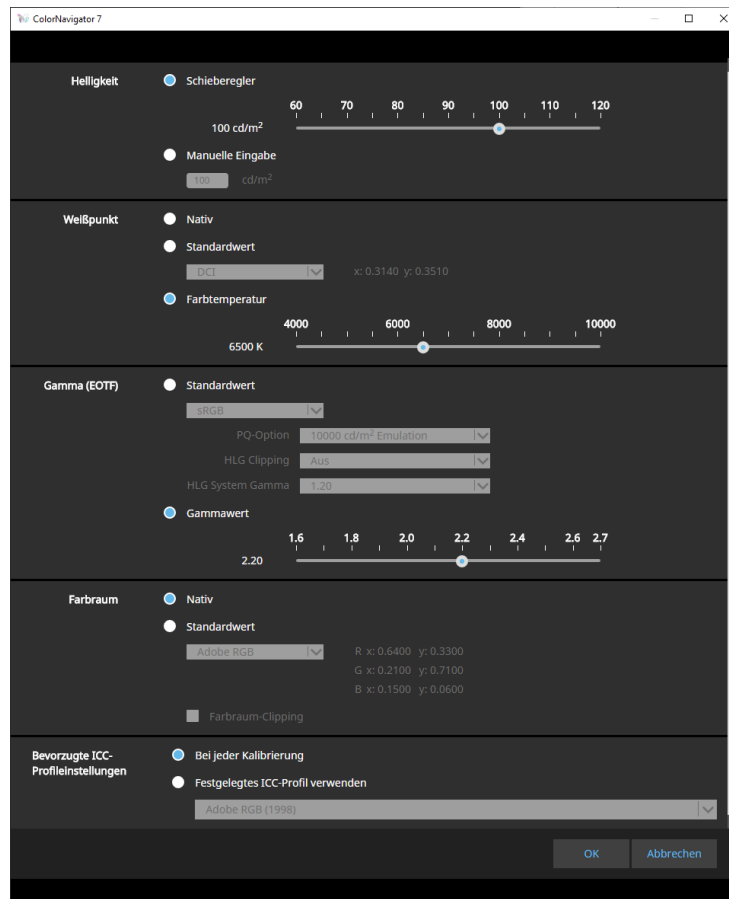 ColorNavigator 7
Helligkeit
Schieberegler
60 70 80 90 100 110 120
100 cd/m²
Manuelle Eingabe
100 cd/m²
Weißpunkt
Nativ
Standardwert
DCI x: 0.3140 y: 0.3510
Farbtemperatur
4000 6000 8000 10000
6500 K
Gamma (EOTF)
Standardwert
sRGB
PQ-Option 10000 cd/m² Emulation
HLG Clipping Aus
HLG System Gamma 1.20
Gammawert
1.6 1.8 2.0 2.2 2.4 2.6 2.7
2.20
Farbraum
Nativ
Standardwert
Adobe RGB R x: 0.6400 y: 0.3300
G x: 0.2100 y: 0.7100
B x: 0.1500 y: 0.0600
Farbraum-Clipping
Bevorzugte ICC-
Profileinstellungen
Bei jeder Kalibrierung
Festgelegtes ICC-Profil verwenden
Adobe RGB (1998)
OK Abbrechen